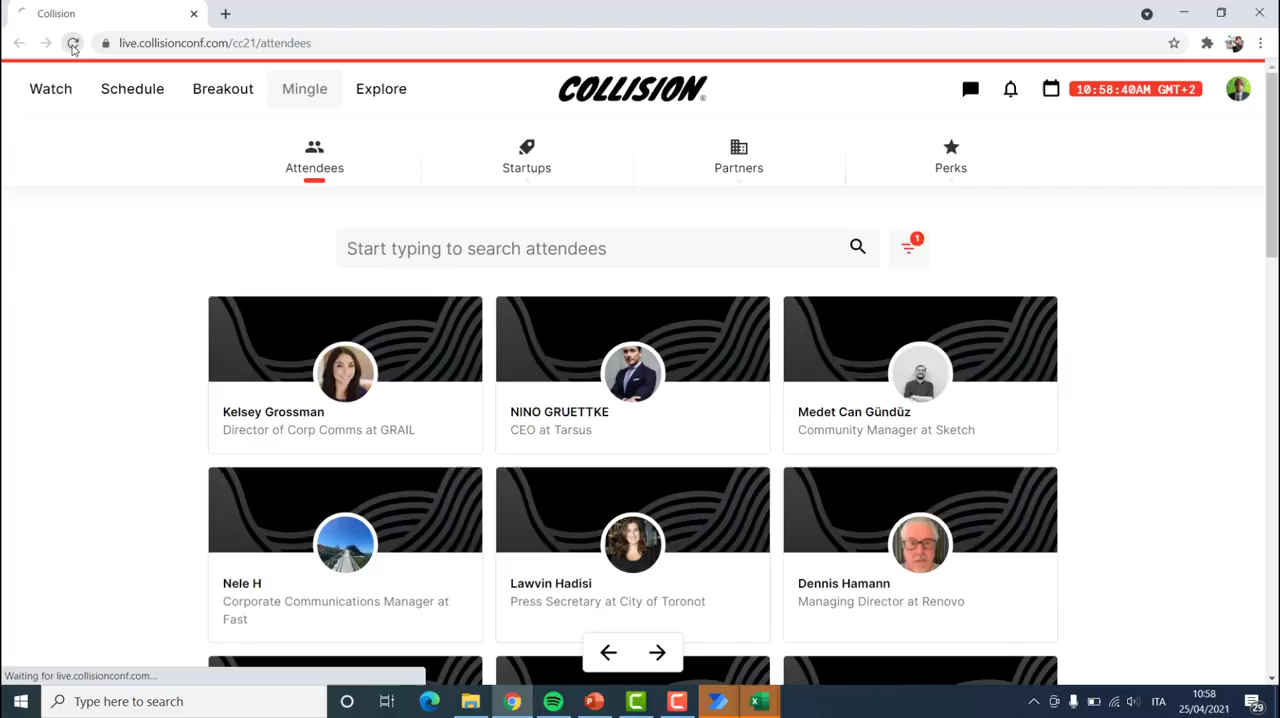 Collision
live.collisionconf.com/cc21/attendees
Watch
Schedule
Breakout
Mingle
Explore
COLLISION®
10:58:40AM GMT+2
Attendees
Startups
Partners
Perks
Start typing to search attendees
1
Kelsey Grossman
Director of Corp Comms at GRAIL
NINO GRUETTKE
CEO at Tarsus
Medet Can Gündüz
Community Manager at Sketch
Nele H
Corporate Communications Manager at
Fast
Lawvin Hadisi
Press Secretary at City of Toronot
Dennis Hamann
Managing Director at Renovo
Waiting for live.collisionconf.com...
Type here to search
ITA
10:58
25/04/2021
29